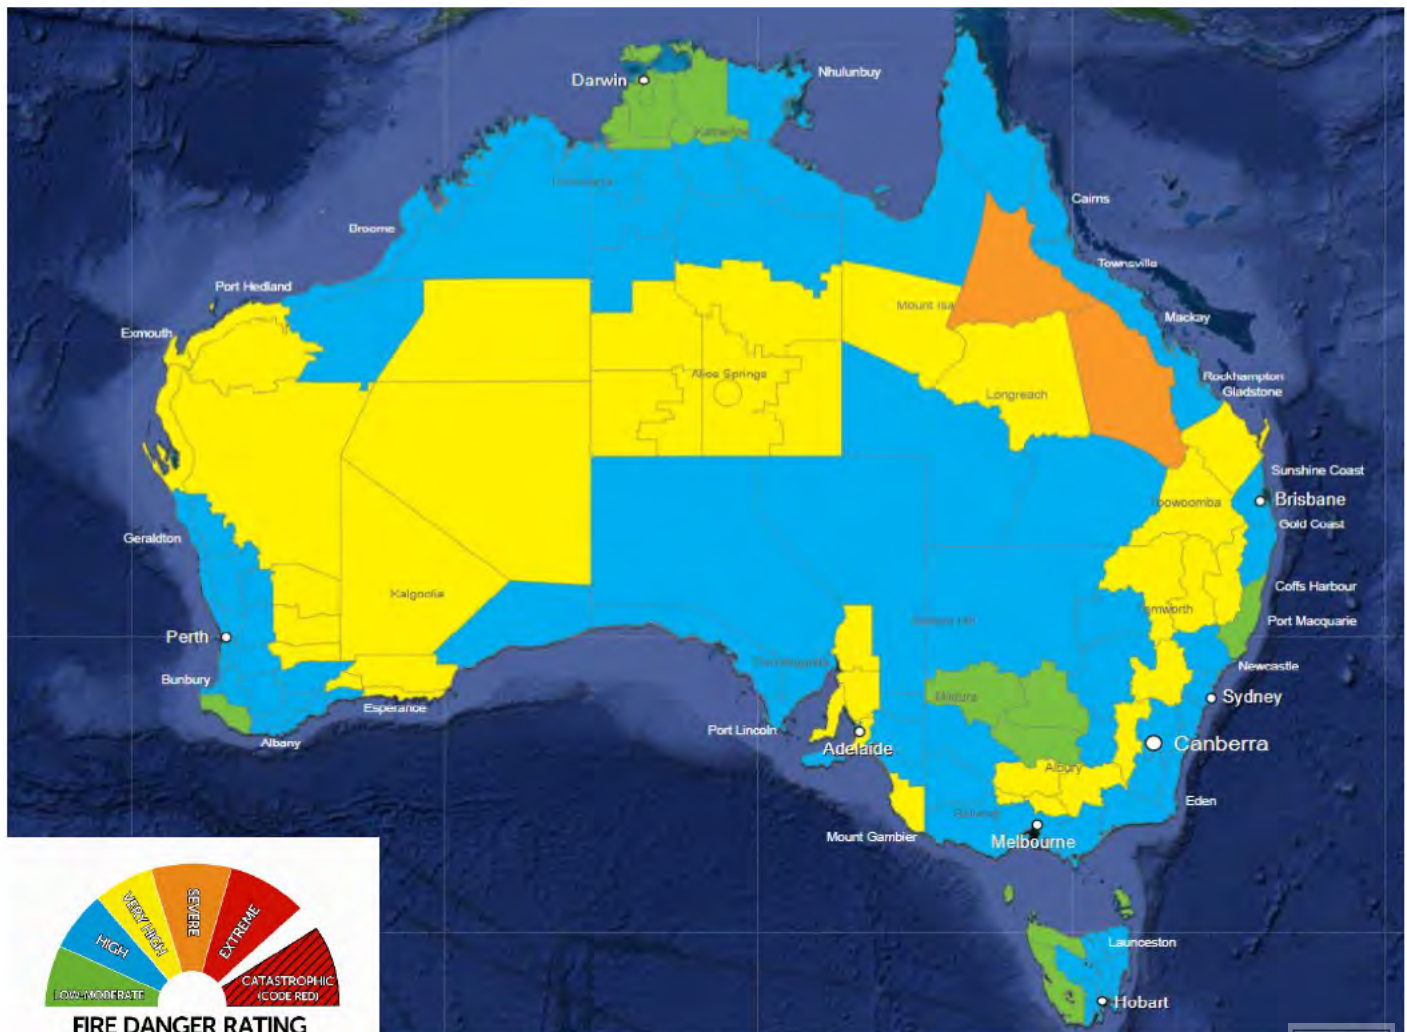 Darwin
Nhulunbuy
Katherine
Cairns
Broome
Townsville
Port Hedland
Mount Isa
Mackay
Exmouth
Alice Springs
Rockhampton
Longreach
Gladstone
Sunshine Coast
Brisbane
Toowoomba
Gold Coast
Geraldton
Coffs Harbour
Kalgoolia
Port Macquarie
Perth
Newcastle
Bunbury
Mildura
Sydney
Esperance
Port Lincoln
Albany
Adelaide
Canberra
Albury
Eden
Mount Gambier
Melbourne
Launceston
Hobart
LOW-MODERATE
HIGH
VERY HIGH
SEVERE
EXTREME
CATASTROPHIC
(CODE RED)
FIRE DANGER RATING